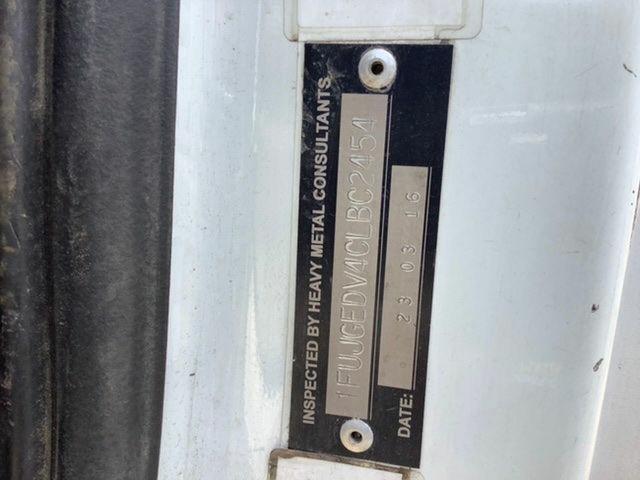 INSPECTED BY HEAVY METAL CONSULTANTS
1FUJGEDV4CLBC2454
DATE: 23 03 16